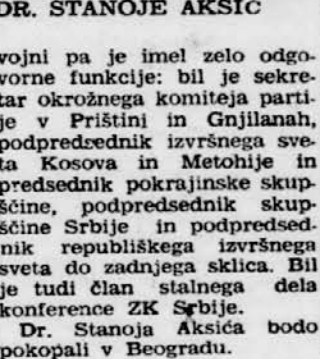 DR. STANOJE AKSIĆ
vojni pa je imel zelo odgo-
vorne funkcije: bil je sekre-
tar okrožnega komiteja parti-
je v Prištini in Gnjilanah,
podpredsednik izvršnega sve-
ta Kosova in Metohije in
predsednik pokrajinske skup-
ščine, podpredsednik skup-
ščine Srbije in podpredsed-
nik republiškega izvršnega
sveta do zadnjega sklica. Bil
je tudi član stalnega dela
konference ZK Srbije.
Dr. Stanoja Aksića bodo
pokopali v Beogradu.